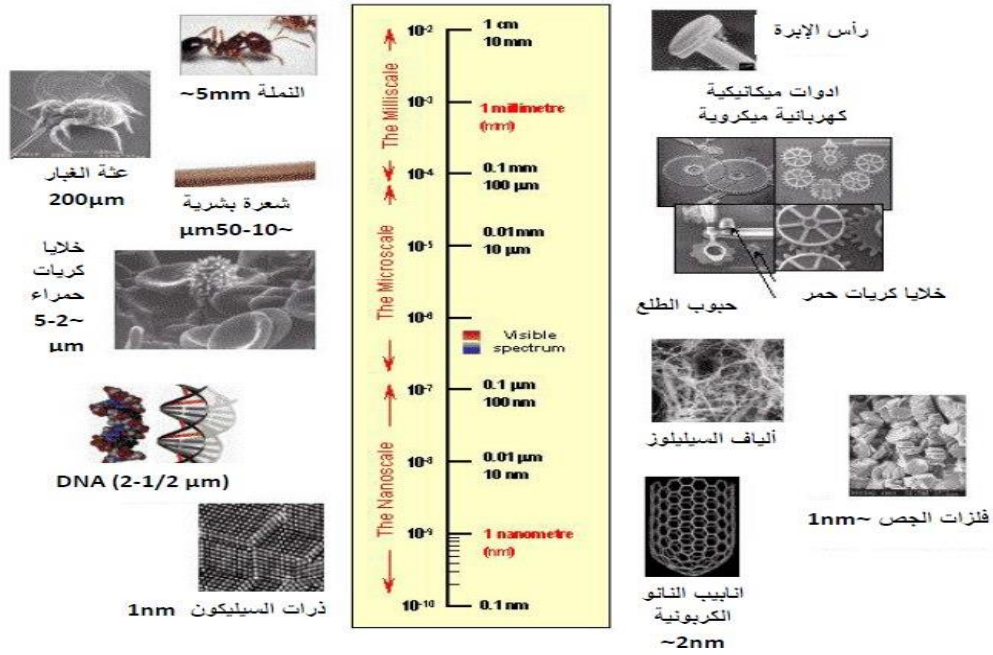 النملة ~5mm
عثة الغبار
200µm
شعرة بشرية
~10-50µm
خلايا
كريات
حمراء
~2-5
µm
DNA (2-1/2 µm)
ذرات السيليكون 1nm
The Milliscale
The Microscale
The Nanoscale
10⁻² 1 cm
10 mm
10⁻³ 1 millimetre
(mm)
10⁻⁴ 0.1 mm
100 µm
10⁻⁵ 0.01 mm
10 µm
10⁻⁶
Visible
spectrum
10⁻⁷ 0.1 µm
100 nm
10⁻⁸ 0.01 µm
10 nm
10⁻⁹ 1 nanometre
(nm)
10⁻¹⁰ 0.1 nm
رأس الإبرة
ادوات ميكانيكية
كهربائية ميكروية
خلايا كريات حمر
حبوب الطلع
ألياف السيليلوز
فلزات الجص ~1nm
انابيب النانو
الكربونية
~2nm